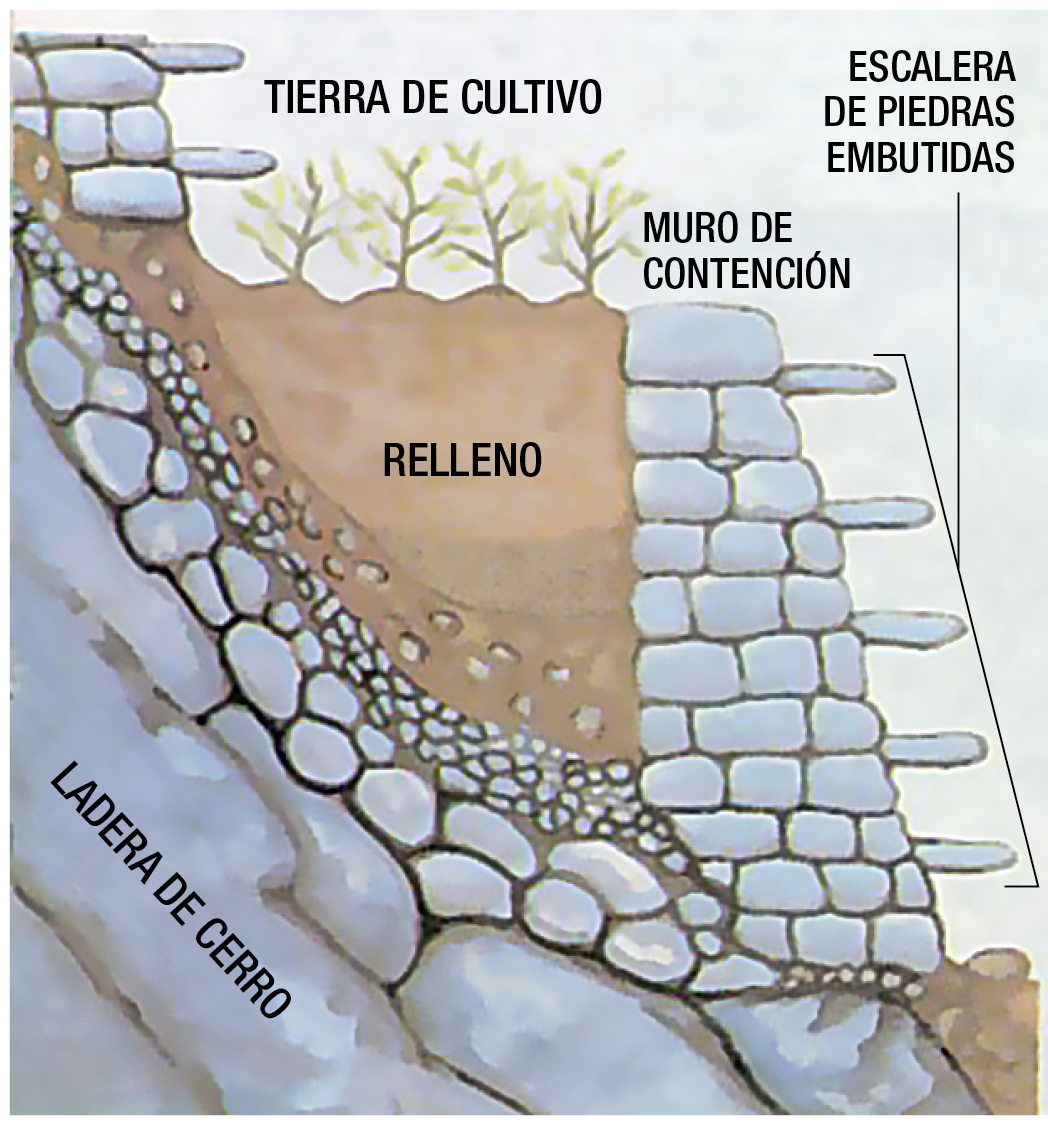 TIERRA DE CULTIVO
ESCALERA
DE PIEDRAS
EMBUTIDAS
MURO DE
CONTENCIÓN
RELLENO
LADERA DE CERRO